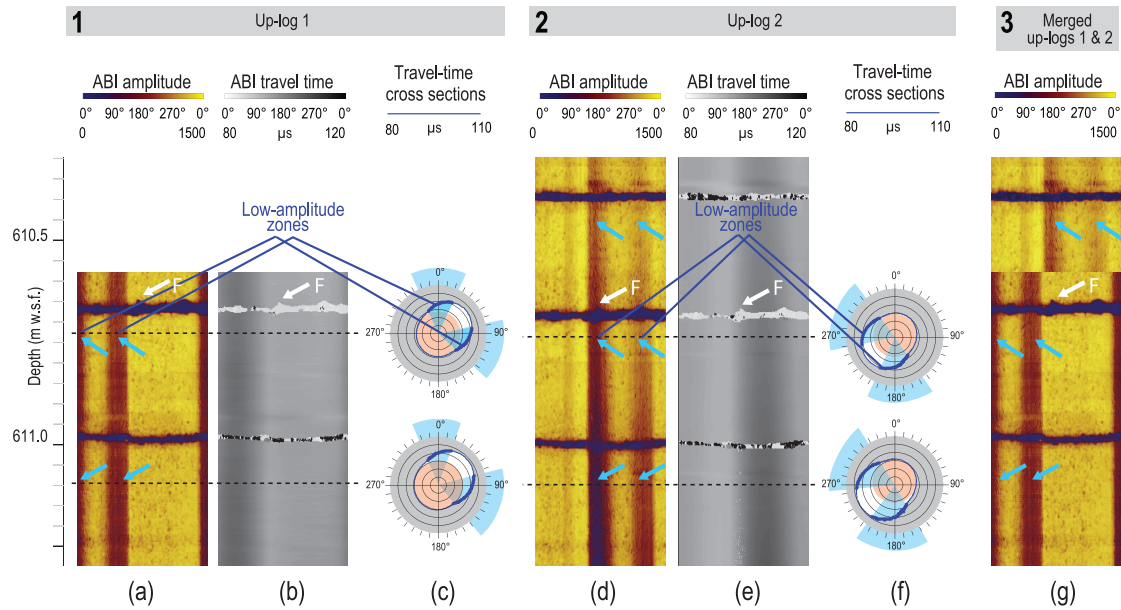 1 Up-log 1
2 Up-log 2
3 Merged
up-logs 1 & 2
ABI amplitude
0° 90° 180° 270° 0°
0 1500
ABI travel time
0° 90° 180° 270° 0°
80 μs 120
Travel-time
cross sections
80 μs 110
ABI amplitude
0° 90° 180° 270° 0°
0 1500
ABI travel time
0° 90° 180° 270° 0°
80 μs 120
Travel-time
cross sections
80 μs 110
ABI amplitude
0° 90° 180° 270° 0°
0 1500
Depth (m w.s.f.)
610.5
611.0
Low-amplitude
zones
Low-amplitude
zones
F
F
F
F
F
0°
90°
180°
270°
0°
90°
180°
270°
0°
90°
180°
270°
0°
90°
180°
270°
(a) (b) (c) (d) (e) (f) (g)